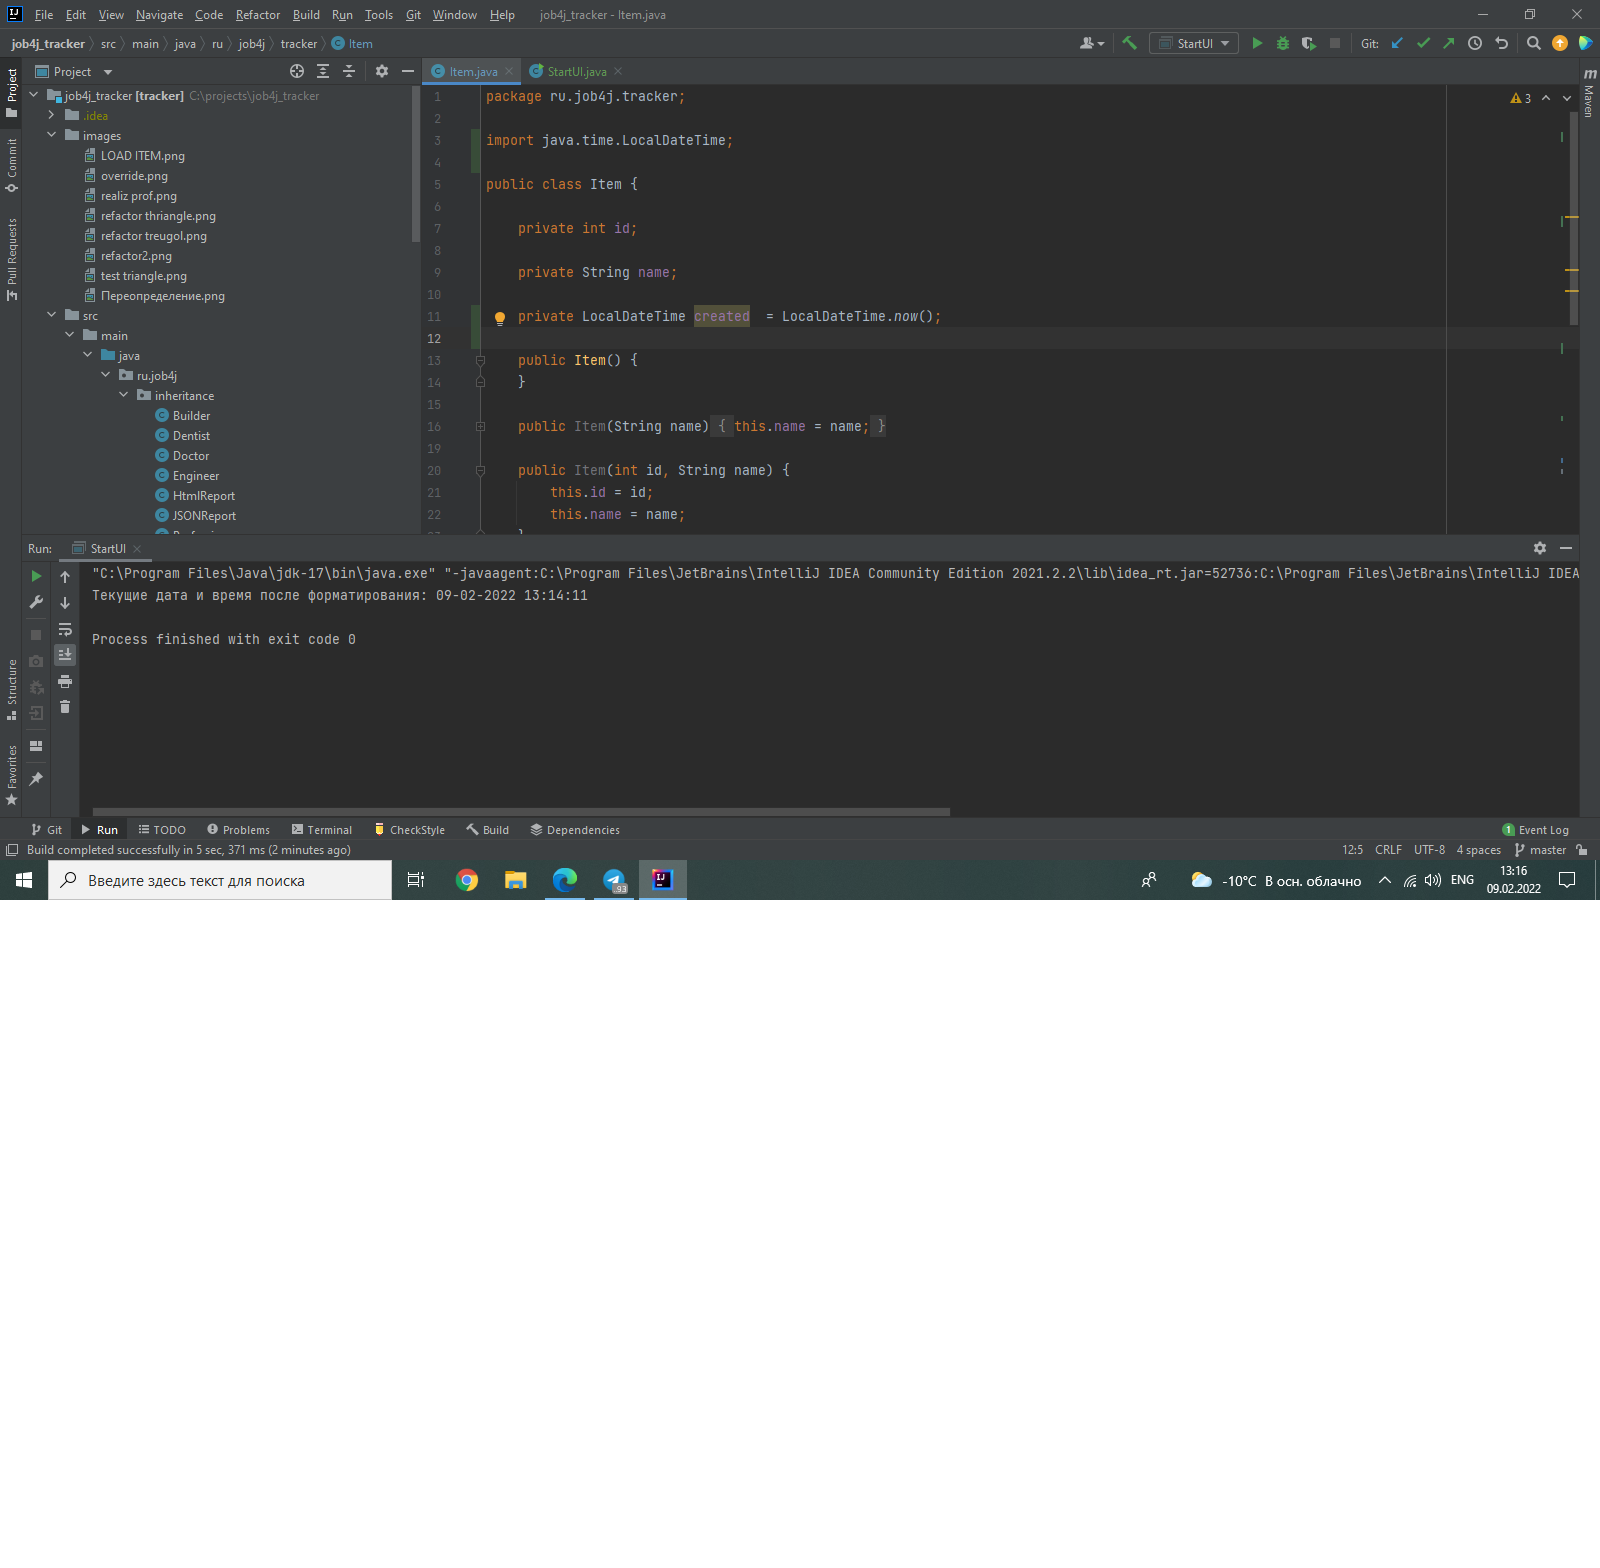 File Edit View Navigate Code Refactor Build Run Tools Git Window Help job4j_tracker - Item.java
job4j_tracker src main java ru job4j tracker Item
StartUI Git:
Project
Item.java StartUI.java
job4j_tracker [tracker] C:\projects\job4j_tracker
.idea
images
LOAD ITEM.png
override.png
realiz prof.png
refactor thriangle.png
refactor treugol.png
refactor2.png
test triangle.png
Переопределение.png
src
main
java
ru.job4j
inheritance
Builder
Dentist
Doctor
Engineer
HtmlReport
JSONReport
Project
Commit
Pull Requests
Structure
Favorites
1 package ru.job4j.tracker;
2
3 import java.time.LocalDateTime;
4
5 public class Item {
6
7 private int id;
8
9 private String name;
10
11 private LocalDateTime created  = LocalDateTime.now();
12
13 public Item() {
14 }
15
16 public Item(String name) { this.name = name; }
19
20 public Item(int id, String name) {
21 this.id = id;
22 this.name = name;
3
m Maven
Run: StartUI
"C:\Program Files\Java\jdk-17\bin\java.exe" "-javaagent:C:\Program Files\JetBrains\IntelliJ IDEA Community Edition 2021.2.2\lib\idea_rt.jar=52736:C:\Program Files\JetBrains\IntelliJ IDEA
Текущие дата и время после форматирования: 09-02-2022 13:14:11
Process finished with exit code 0
Git Run TODO Problems Terminal CheckStyle Build Dependencies 1 Event Log
Build completed successfully in 5 sec, 371 ms (2 minutes ago) 12:5 CRLF UTF-8 4 spaces master
Введите здесь текст для поиска 93 -10°C В осн. облачно ENG 13:16
09.02.2022